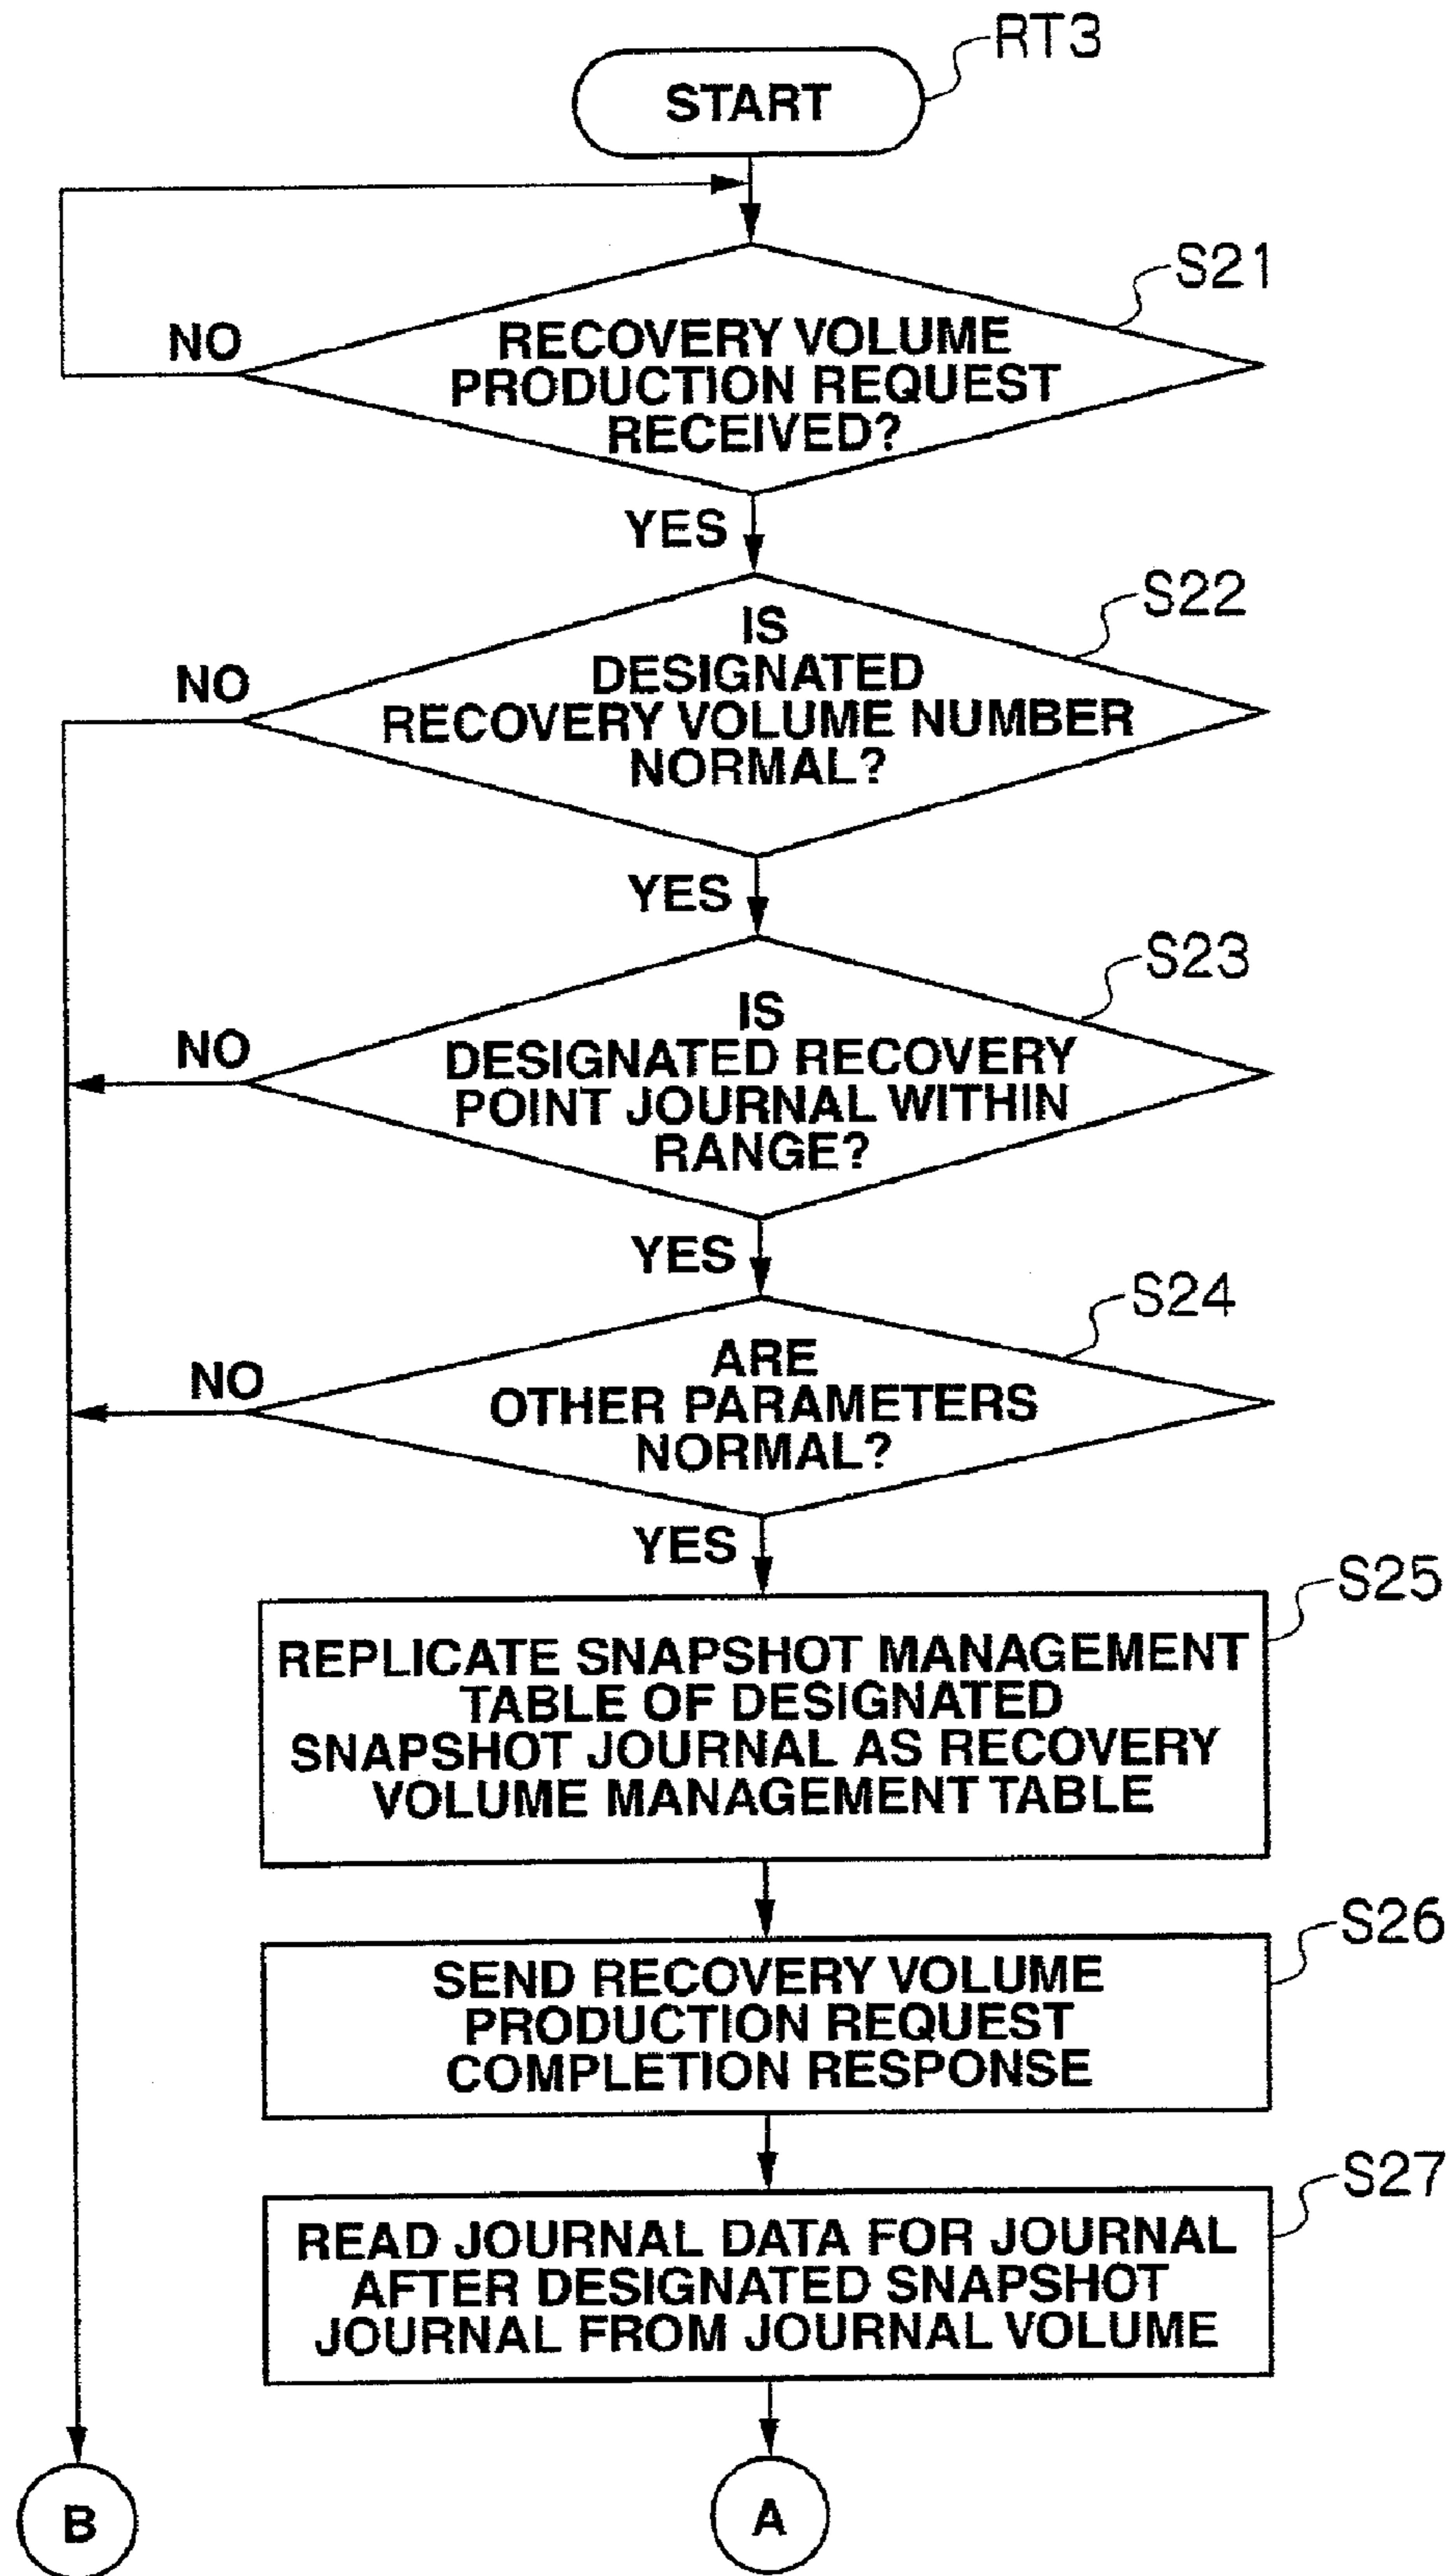 RT3
START
S21
NO
RECOVERY VOLUME
PRODUCTION REQUEST
RECEIVED?
YES
S22
IS
NO
DESIGNATED
RECOVERY VOLUME NUMBER
NORMAL?
YES
S23
IS
NO
DESIGNATED RECOVERY
POINT JOURNAL WITHIN
RANGE?
YES
S24
ARE
NO
OTHER PARAMETERS
NORMAL?
YES
S25
REPLICATE SNAPSHOT MANAGEMENT
TABLE OF DESIGNATED
SNAPSHOT JOURNAL AS RECOVERY
VOLUME MANAGEMENT TABLE
S26
SEND RECOVERY VOLUME
PRODUCTION REQUEST
COMPLETION RESPONSE
S27
READ JOURNAL DATA FOR JOURNAL
AFTER DESIGNATED SNAPSHOT
JOURNAL FROM JOURNAL VOLUME
B
A